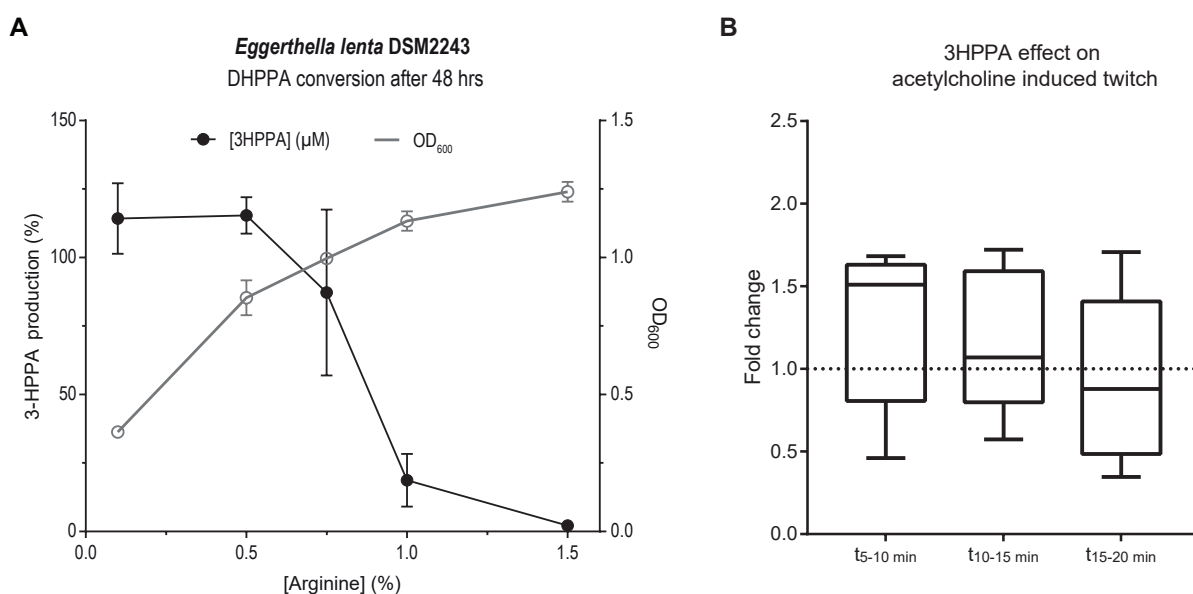 A
Eggerthella lenta DSM2243
DHPPA conversion after 48 hrs
[3HPPA] (µM)
OD600
3-HPPA production (%)
150
100
50
0
1.5
1.0
0.5
0.0
OD600
0.0 0.5 1.0 1.5
[Arginine] (%)
B
3HPPA effect on
acetylcholine induced twitch
Fold change
2.5
2.0
1.5
1.0
0.5
0.0
t5-10 min t10-15 min t15-20 min